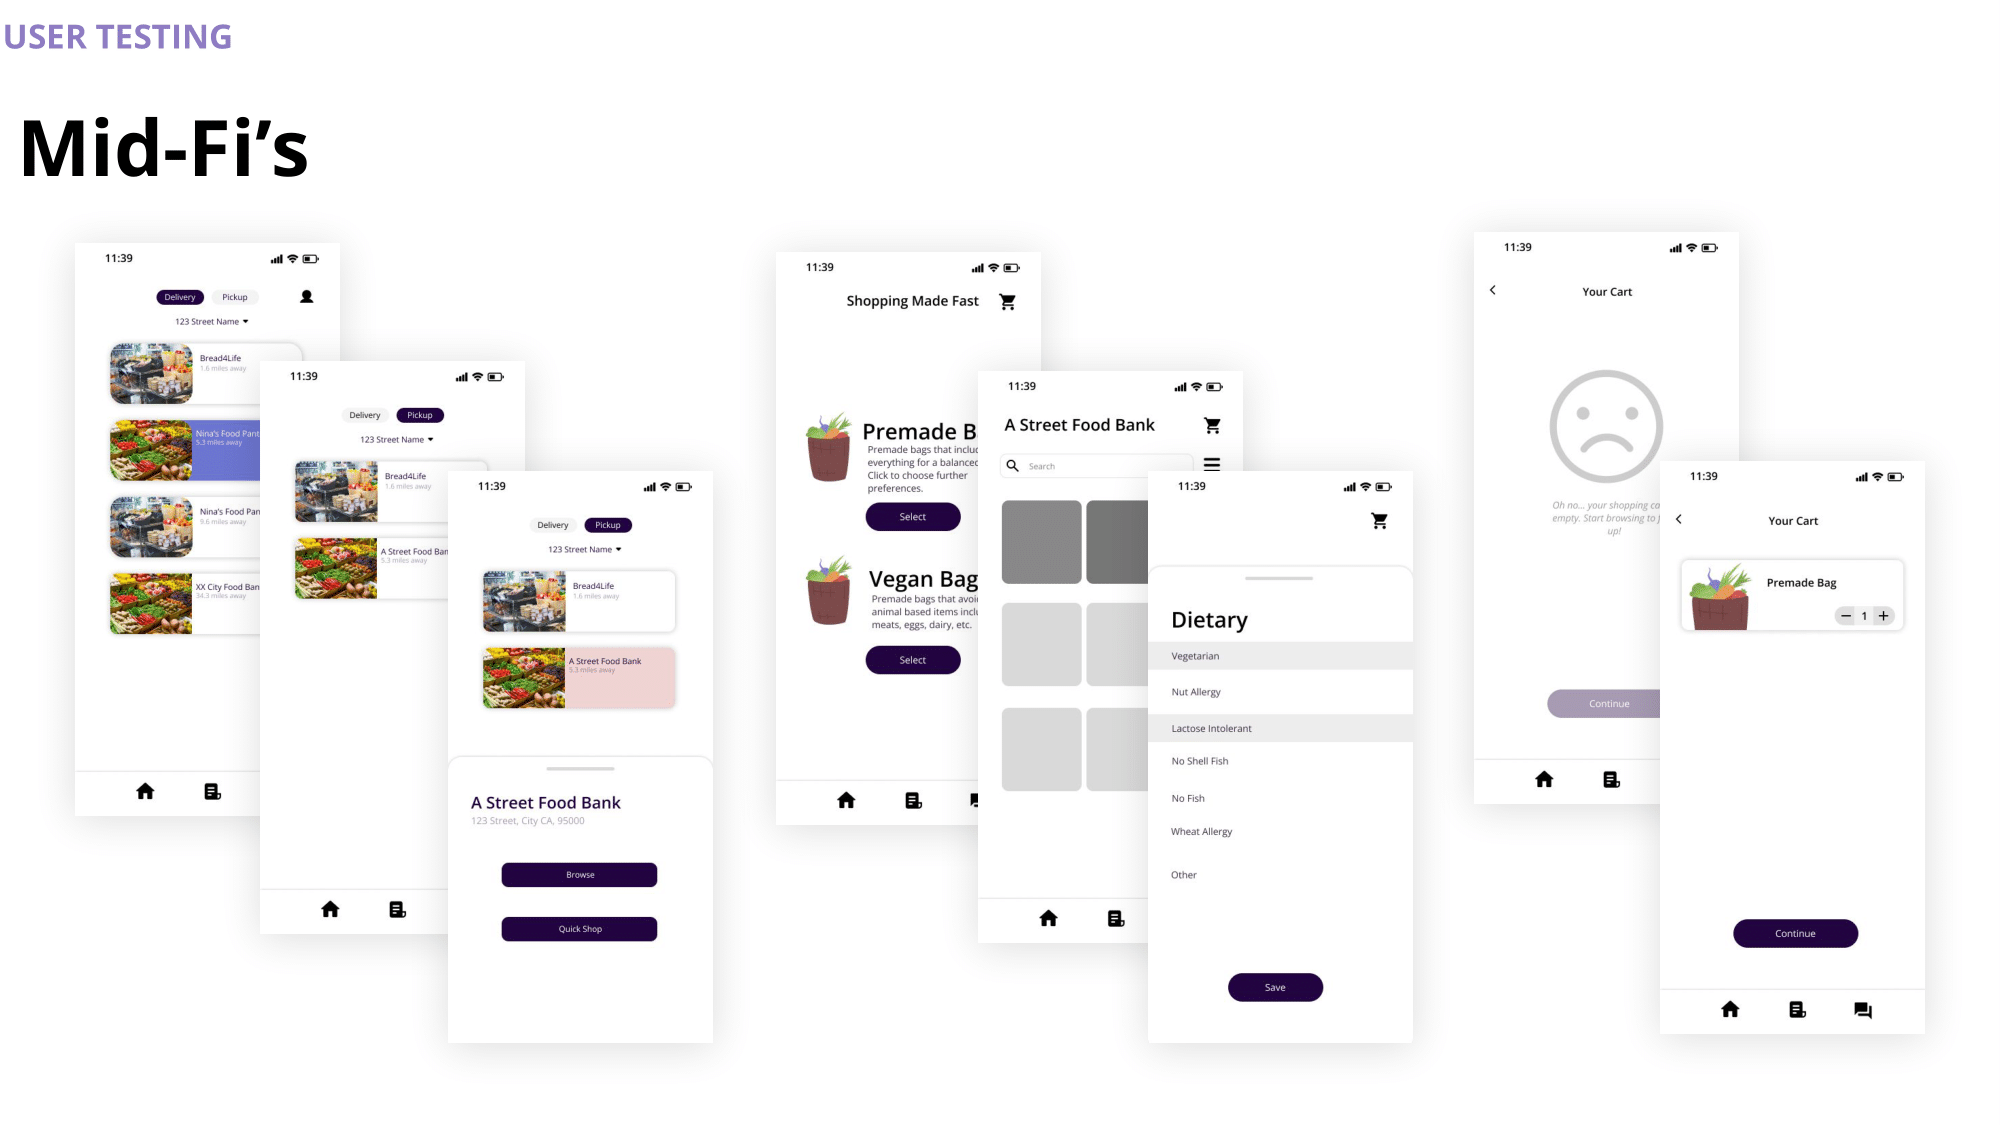 USER TESTING
Mid-Fi's
11:39
Delivery Pickup
123 Street Name
Bread4Life
1.6 miles away
Nina's Food
5.3 miles away
Nina's Food
9.6 miles away
XX City Food
34.3 miles away
11:39
Delivery Pickup
123 Street Name
Bread4Life
1.6 miles away
A Street Food
5.3 miles away
11:39
Delivery Pickup
123 Street Name
Bread4Life
1.6 miles away
A Street Food Bank
5.3 miles away
A Street Food Bank
123 Street, City CA, 95000
Browse
Quick Shop
11:39
Shopping Made Fast
Premade
Premade bags that
everything for a balanced
Click to choose further
preferences.
Select
Vegan Bag
Premade bags that
animal based items
meats, eggs, dairy, etc.
Select
11:39
A Street Food Bank
Search
11:39
Dietary
Vegetarian
Nut Allergy
Lactose Intolerant
No Shell Fish
No Fish
Wheat Allergy
Other
Save
11:39
Your Cart
Oh no... your shopping
empty. Start browsing to
up!
Continue
11:39
Your Cart
Premade Bag
1
Continue